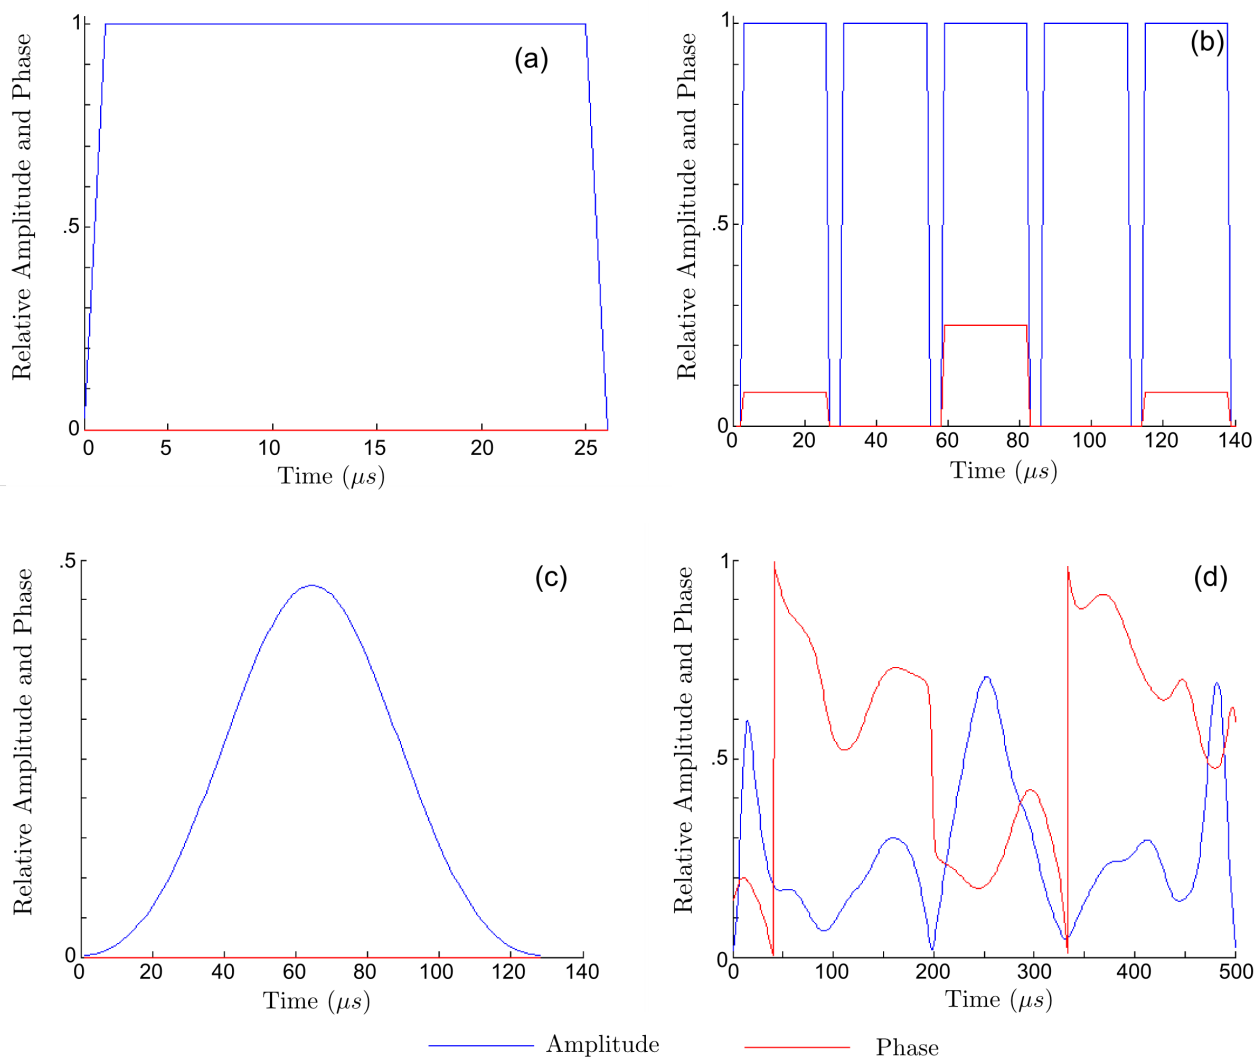 Relative Amplitude and Phase
1
.5
0
(a)
0 5 10 15 20 25
Time (μs)
Relative Amplitude and Phase
1
.5
0
(b)
0 20 40 60 80 100 120 140
Time (μs)
Relative Amplitude and Phase
.5
0
(c)
0 20 40 60 80 100 120 140
Time (μs)
Relative Amplitude and Phase
1
.5
0
(d)
0 100 200 300 400 500
Time (μs)
Amplitude Phase